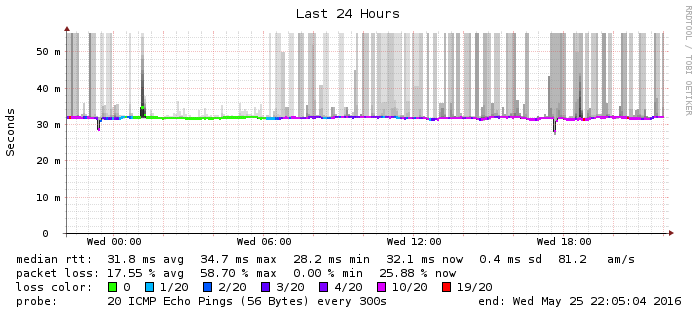 Last 24 Hours
RRDTOOL / TOBI OETIKER
Seconds
50 m
40 m
30 m
20 m
10 m
0
Wed 00:00 Wed 06:00 Wed 12:00 Wed 18:00
median rtt: 31.8 ms avg 34.7 ms max 28.2 ms min 32.1 ms now 0.4 ms sd 81.2 am/s
packet loss: 17.55 % avg 58.70 % max 0.00 % min 25.88 % now
loss color: 0 1/20 2/20 3/20 4/20 10/20 19/20
probe: 20 ICMP Echo Pings (56 Bytes) every 300s end: Wed May 25 22:05:04 2016